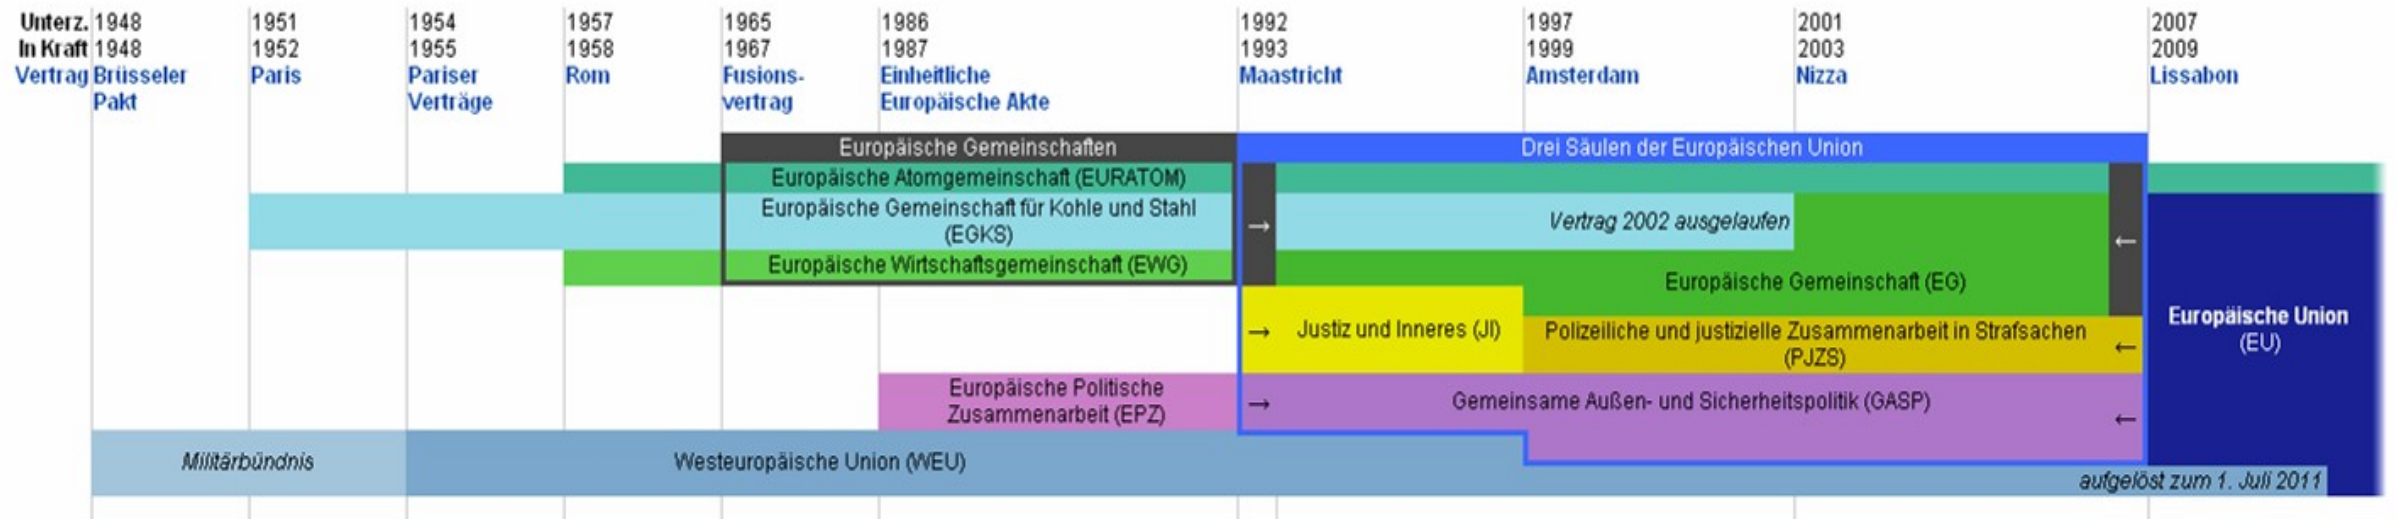 Unterz. 1948 1951 1954 1957 1965 1986 1992 1997 2001 2007
In Kraft 1948 1952 1955 1958 1967 1987 1993 1999 2003 2009
Vertrag Brüsseler Paris Pariser Rom Fusions- Einheitliche Maastricht Amsterdam Nizza Lissabon
Pakt Verträge vertrag Europäische Akte
Europäische Gemeinschaften Drei Säulen der Europäischen Union
Europäische Atomgemeinschaft (EURATOM)
Europäische Gemeinschaft für Kohle und Stahl
(EGKS)
→ Vertrag 2002 ausgelaufen ←
Europäische Wirtschaftsgemeinschaft (EWG)
Europäische Gemeinschaft (EG)
Europäische Union
(EU)
→ Justiz und Inneres (JI)
Polizeiliche und justizielle Zusammenarbeit in Strafsachen
(PJZS) ←
Europäische Politische
Zusammenarbeit (EPZ)
→ Gemeinsame Außen- und Sicherheitspolitik (GASP) ←
Militärbündnis Westeuropäische Union (WEU)
aufgelöst zum 1. Juli 2011